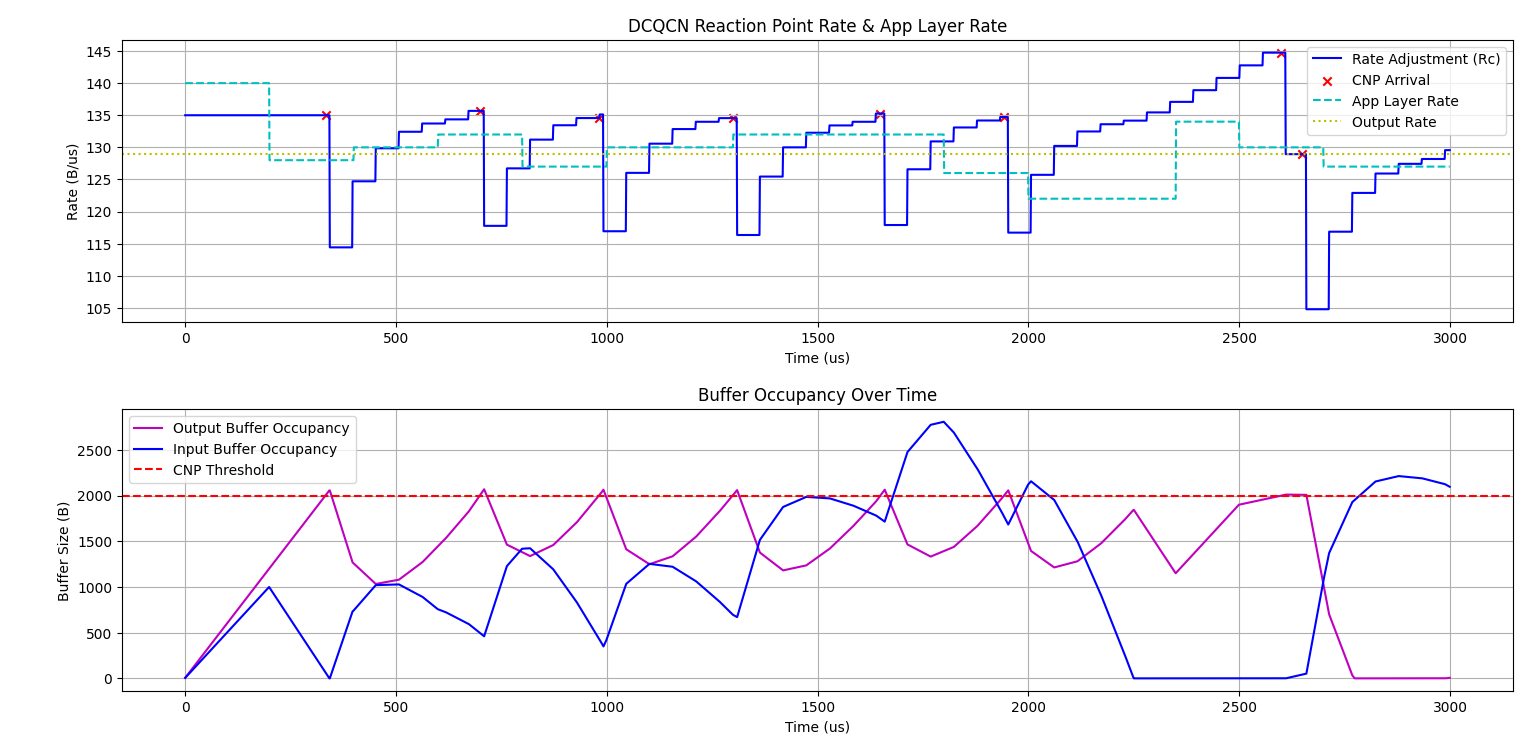 DCQCN Reaction Point Rate & App Layer Rate
Rate (B/us)
145
140
135
130
125
120
115
110
105
Rate Adjustment (Rc)
CNP Arrival
App Layer Rate
Output Rate
0 500 1000 1500 2000 2500 3000
Time (us)
Buffer Occupancy Over Time
Buffer Size (B)
2500
2000
1500
1000
500
0
Output Buffer Occupancy
Input Buffer Occupancy
CNP Threshold
0 500 1000 1500 2000 2500 3000
Time (us)